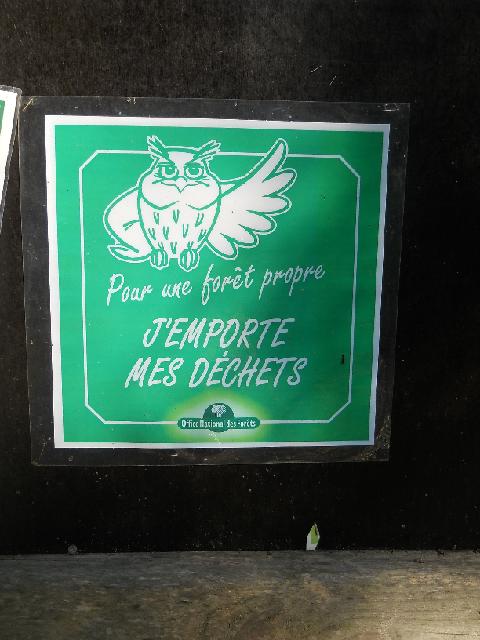 Pour une forêt propre
J'EMPORTE
MES DÉCHETS
Office National des Forêts